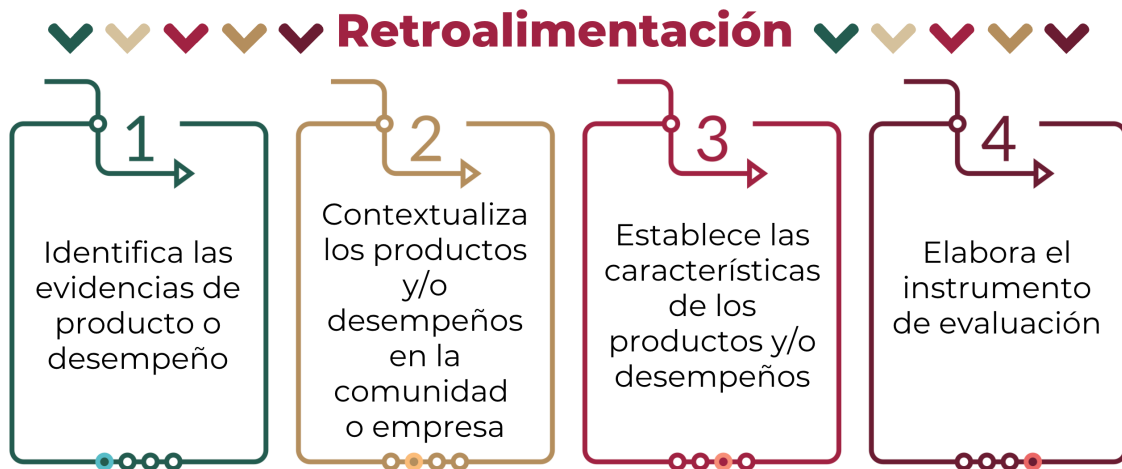 Retroalimentación
1
Identifica las
evidencias de
producto o
desempeño
2
Contextualiza
los productos
y/o
desempeños
en la
comunidad
o empresa
3
Establece las
características
de los
productos y/o
desempeños
4
Elabora el
instrumento
de evaluación